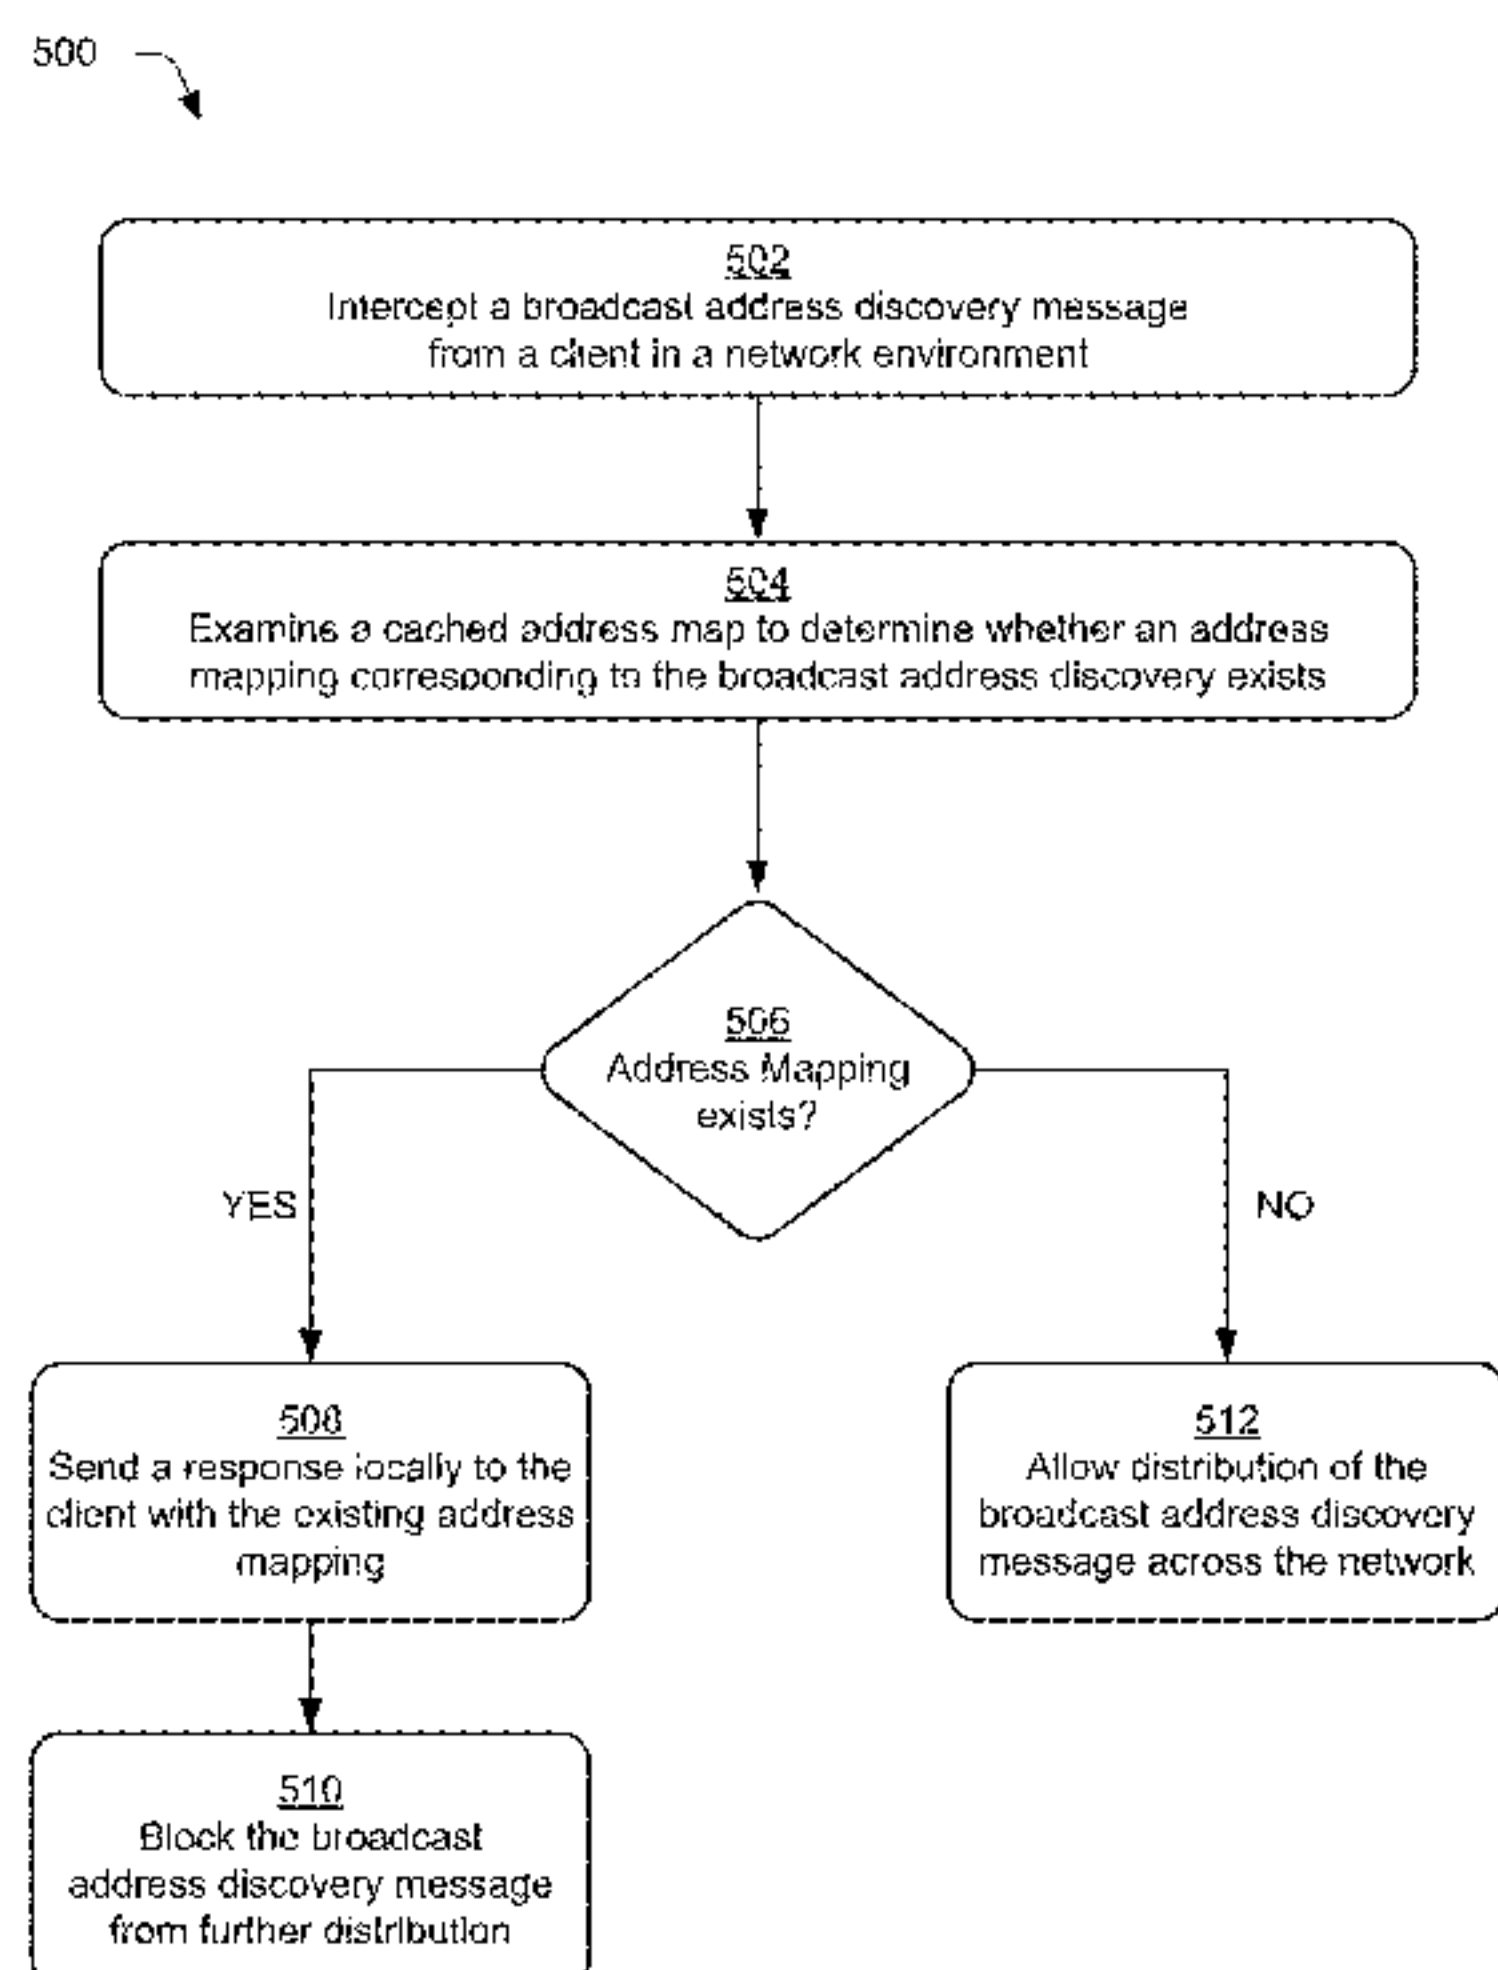 500
502
Intercept a broadcast address discovery message
from a client in a network environment
504
Examine a cached address map to determine whether an address
mapping corresponding to the broadcast address discovery exists
506
Address Mapping
exists?
YES
NO
508
Send a response locally to the
client with the existing address
mapping
512
Allow distribution of the
broadcast address discovery
message across the network
510
Block the broadcast
address discovery message
from further distribution